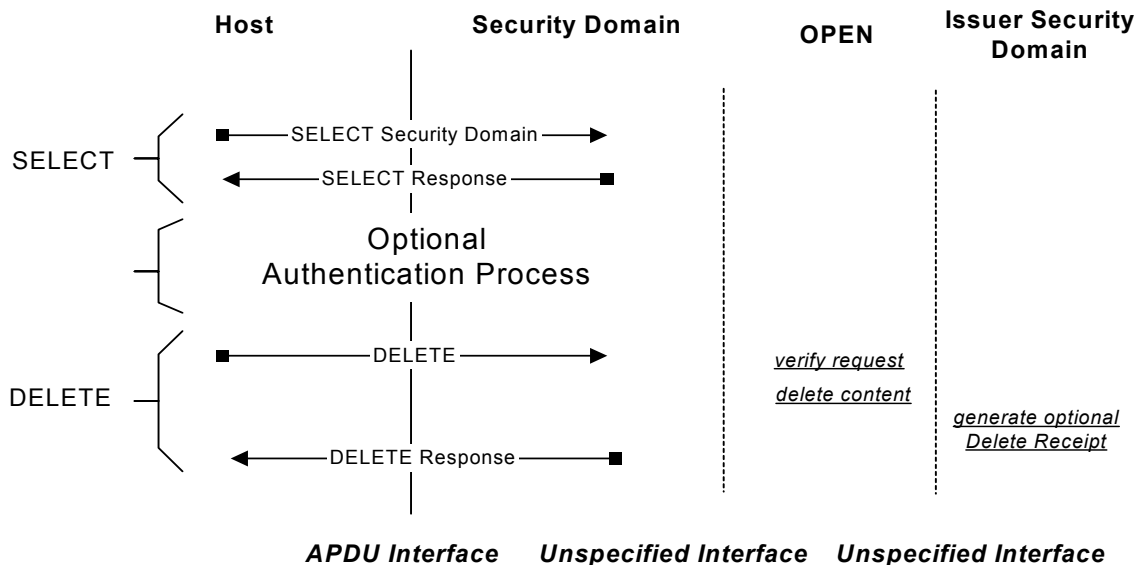 Host
Security Domain
OPEN
Issuer Security
Domain
SELECT
SELECT Security Domain
SELECT Response
Optional
Authentication Process
DELETE
DELETE
verify request
delete content
generate optional
Delete Receipt
DELETE Response
APDU Interface
Unspecified Interface
Unspecified Interface